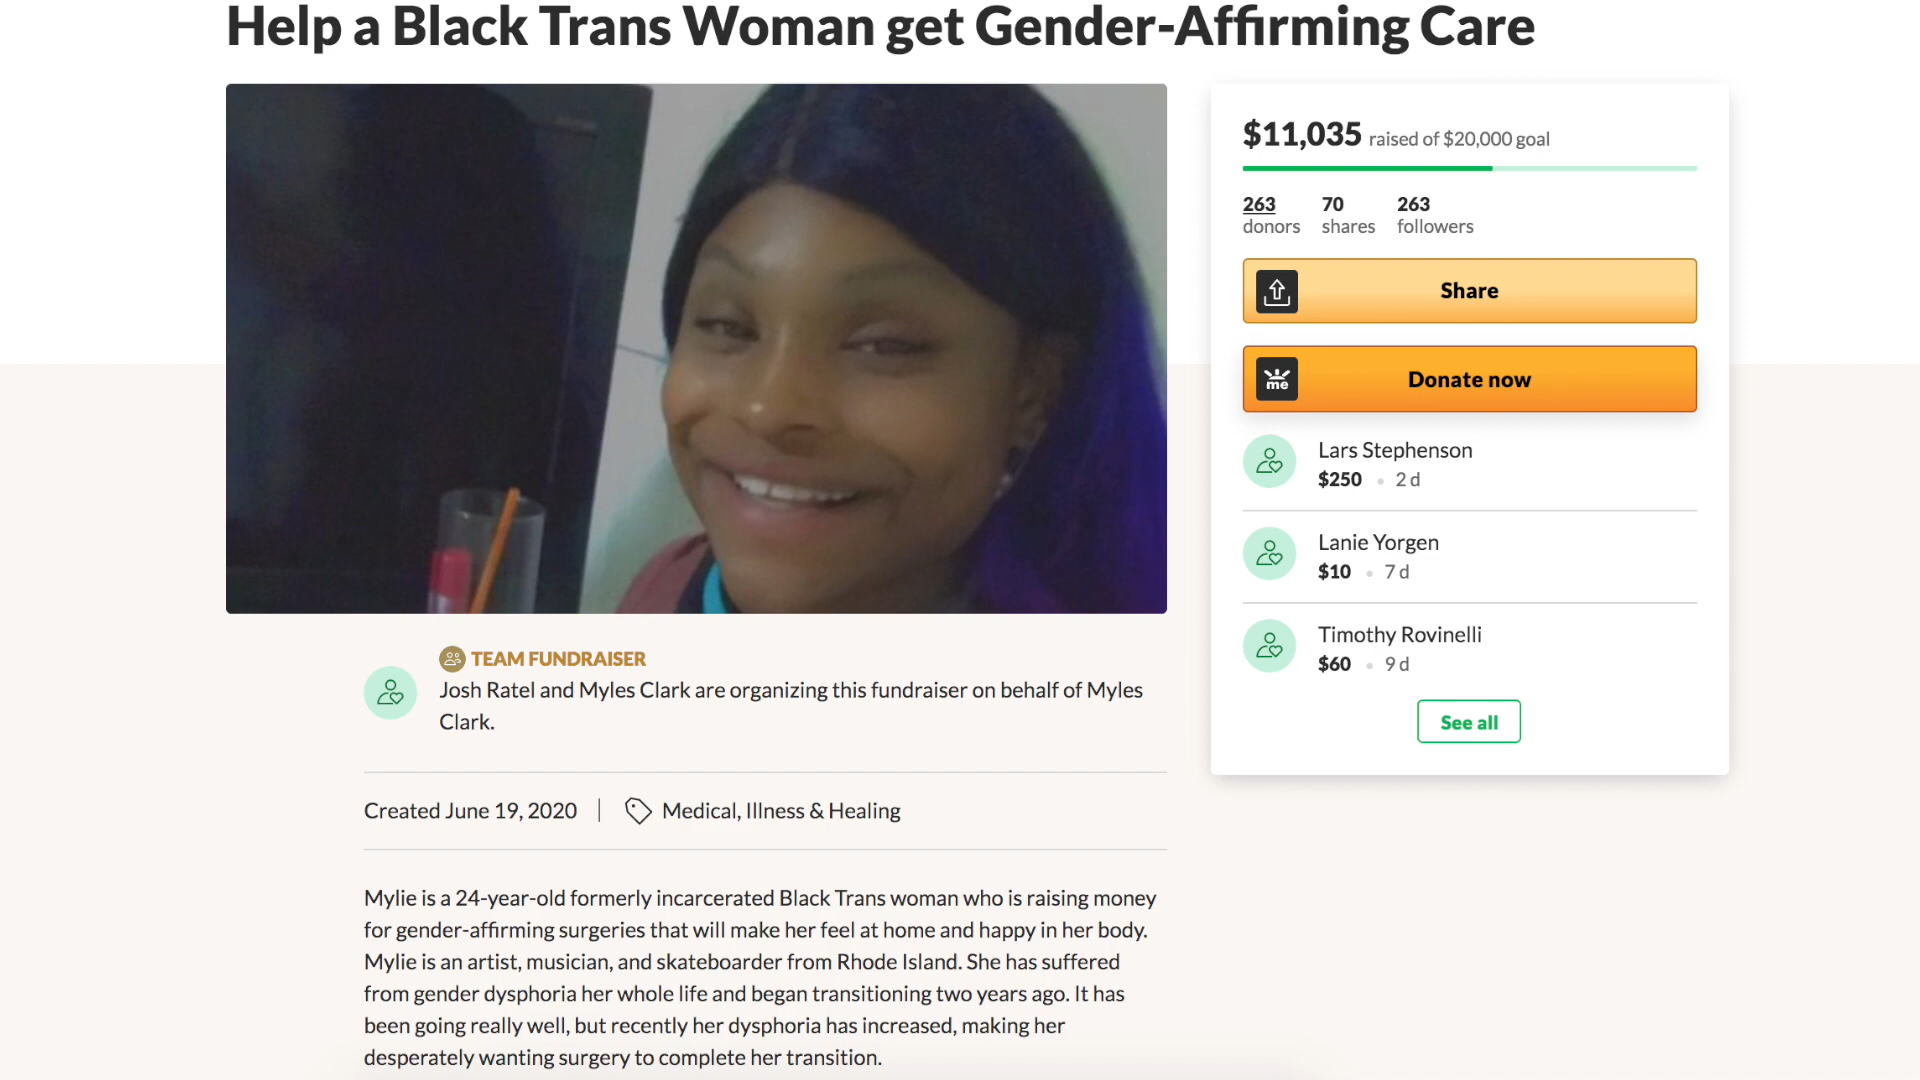 Help a Black Trans Woman get Gender-Affirming Care
$11,035 raised of $20,000 goal
263 donors
70 shares
263 followers
Share
me
Donate now
Lars Stephenson
$250 • 2 d
Lanie Yorgen
$10 • 7 d
Timothy Rovinelli
$60 • 9 d
See all
TEAM FUNDRAISER
Josh Ratel and Myles Clark are organizing this fundraiser on behalf of Myles
Clark.
Created June 19, 2020 | Medical, Illness & Healing
Mylie is a 24-year-old formerly incarcerated Black Trans woman who is raising money
for gender-affirming surgeries that will make her feel at home and happy in her body.
Mylie is an artist, musician, and skateboarder from Rhode Island. She has suffered
from gender dysphoria her whole life and began transitioning two years ago. It has
been going really well, but recently her dysphoria has increased, making her
desperately wanting surgery to complete her transition.